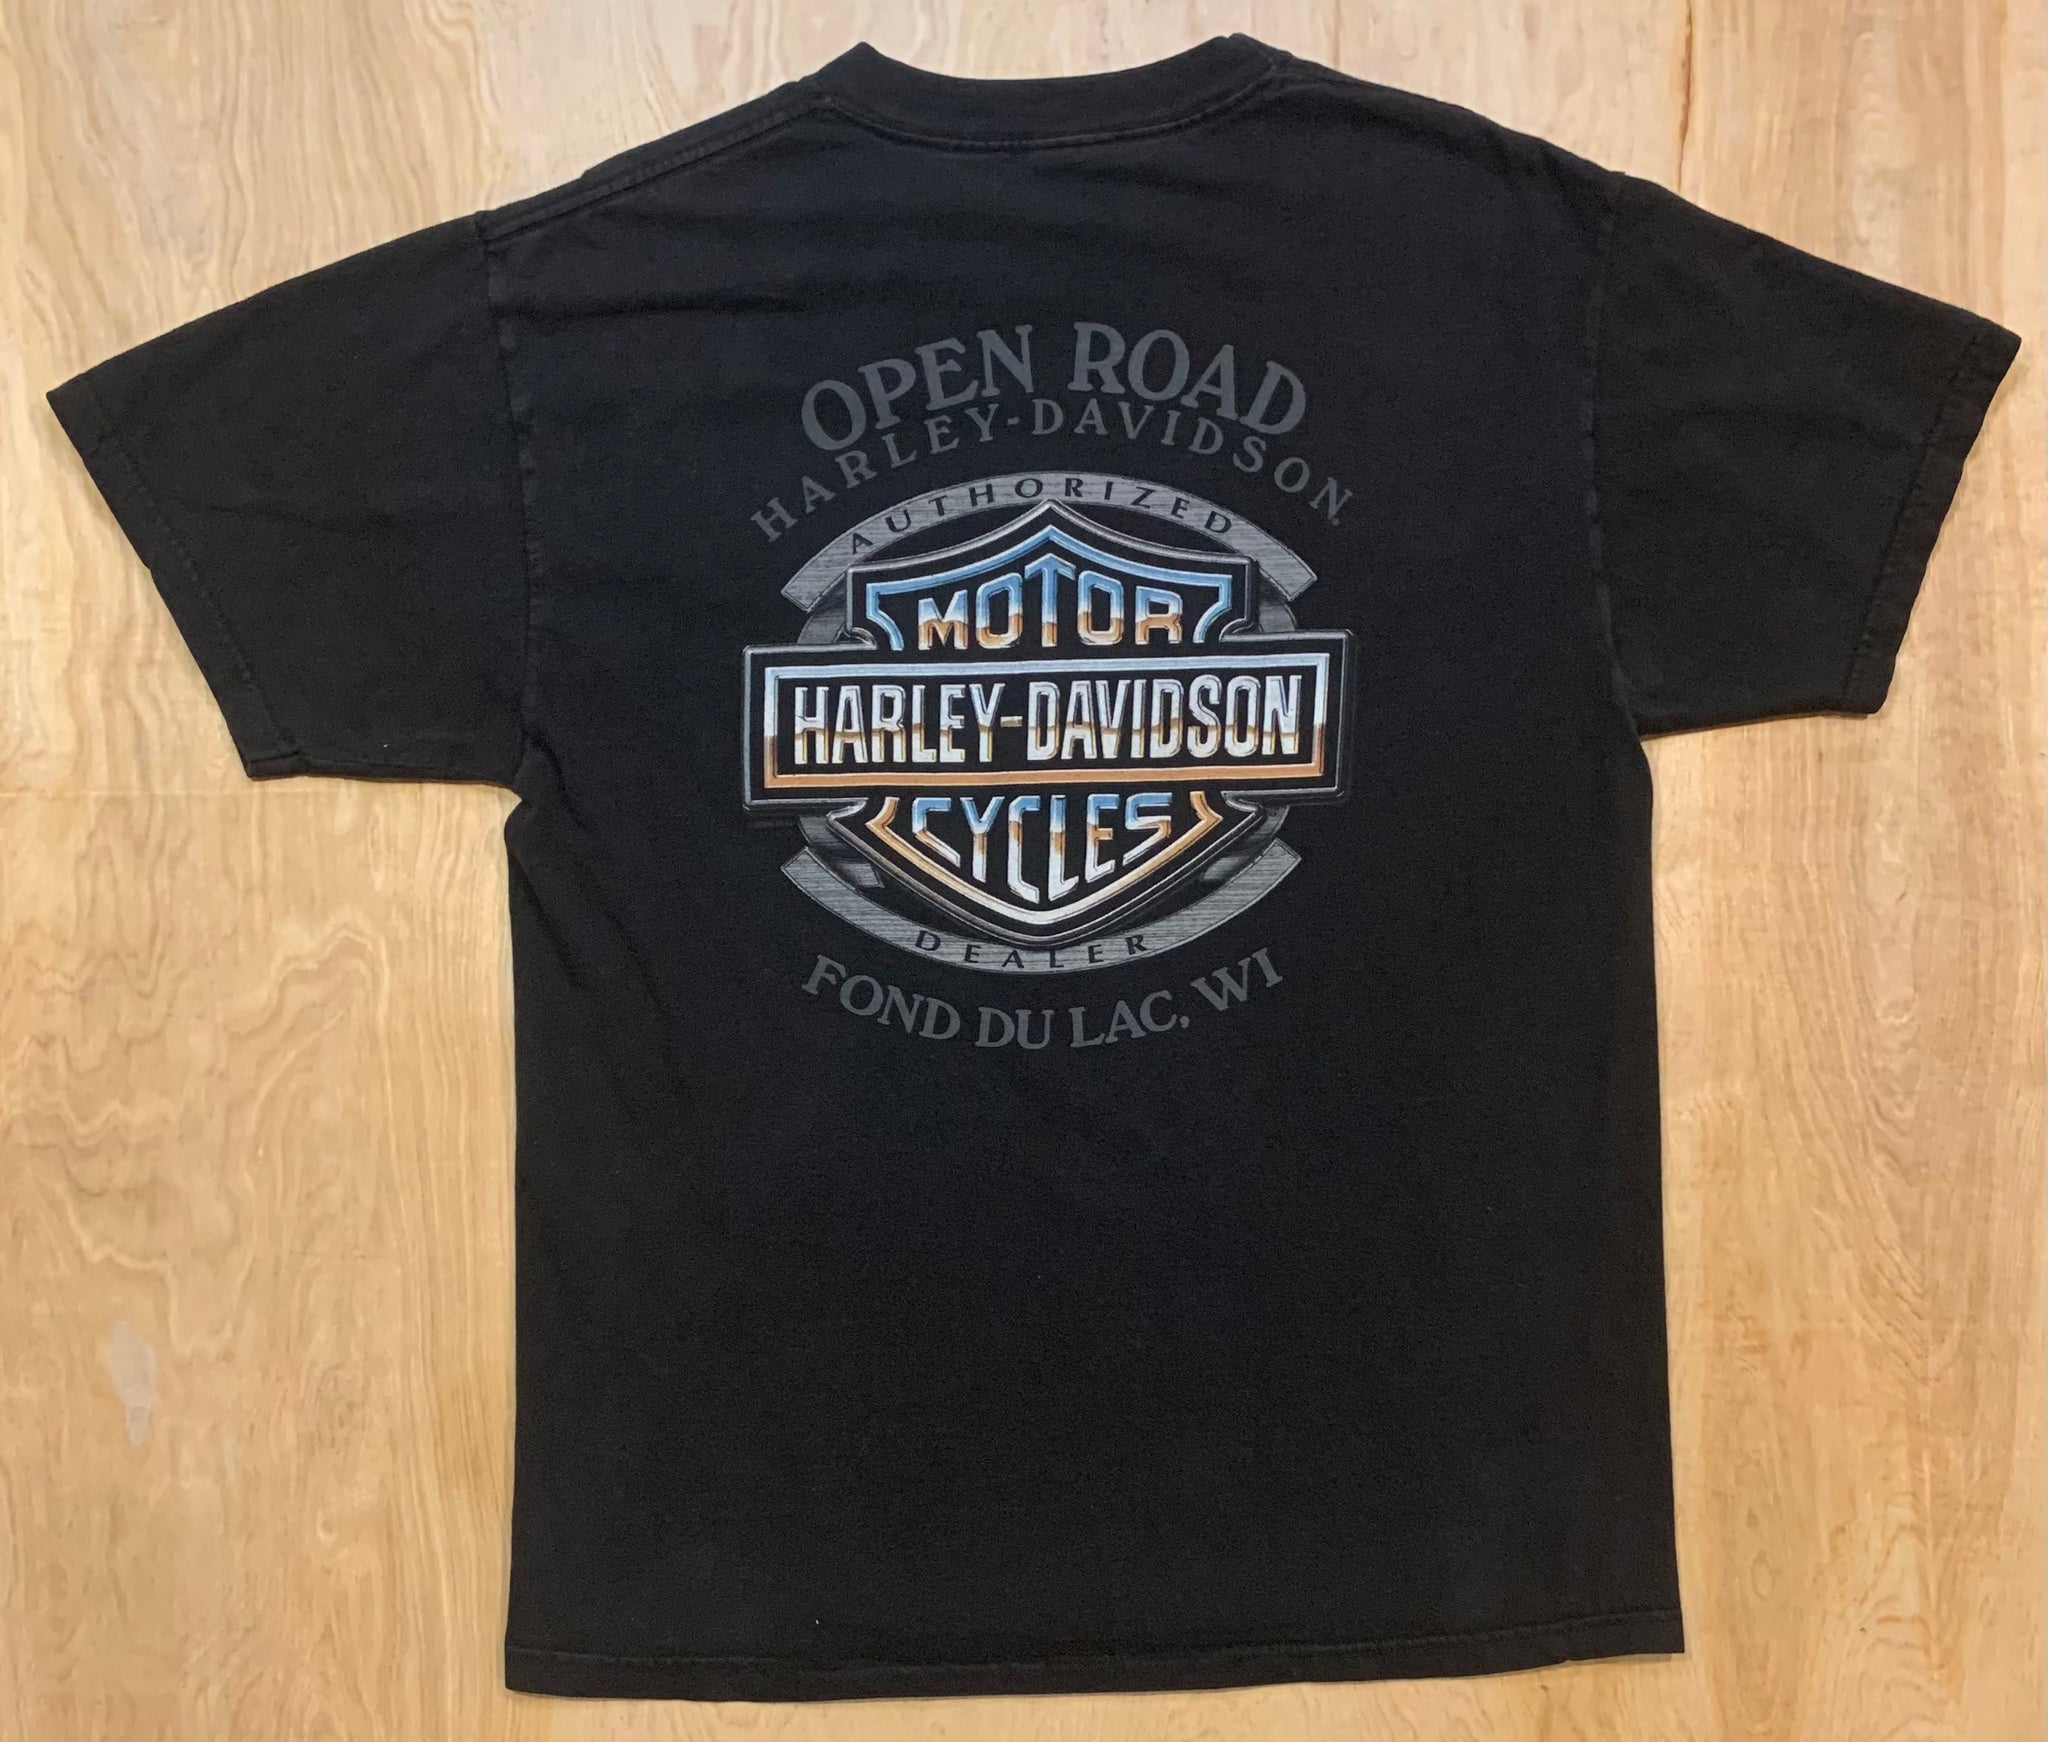 OPEN ROAD
HARLEY-DAVIDSON
AUTHORIZED
MOTOR
HARLEY-DAVIDSON
CYCLES
DEALER
FOND DU LAC, WI